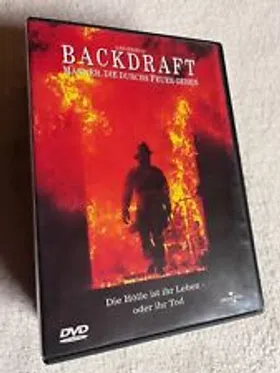 BACKDRAFT
MÄNNER, DIE DURCHS FEUER GEHEN
Die Hölle ist ihr Leben -
oder ihr Tod
DVD